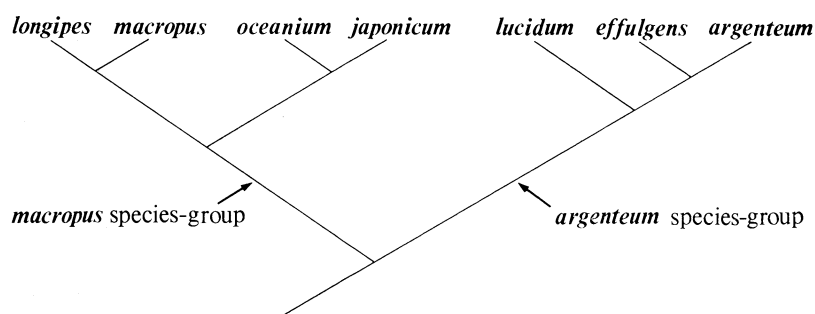 longipes macropus oceanium japonicum lucidum effulgens argenteum
macropus species-group
argenteum species-group